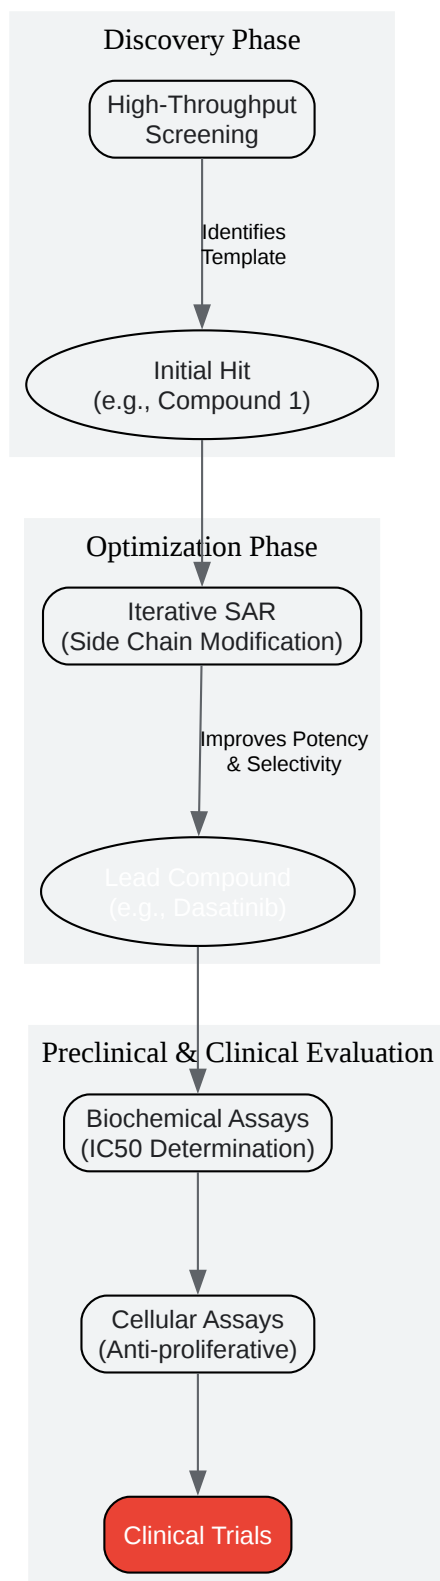 Discovery Phase
High-Throughput
Screening
Identifies
Template
Initial Hit
(e.g., Compound 1)
Optimization Phase
Iterative SAR
(Side Chain Modification)
Improves Potency
& Selectivity
Lead Compound
(e.g., Dasatinib)
Preclinical & Clinical Evaluation
Biochemical Assays
(IC50 Determination)
Cellular Assays
(Anti-proliferative)
Clinical Trials